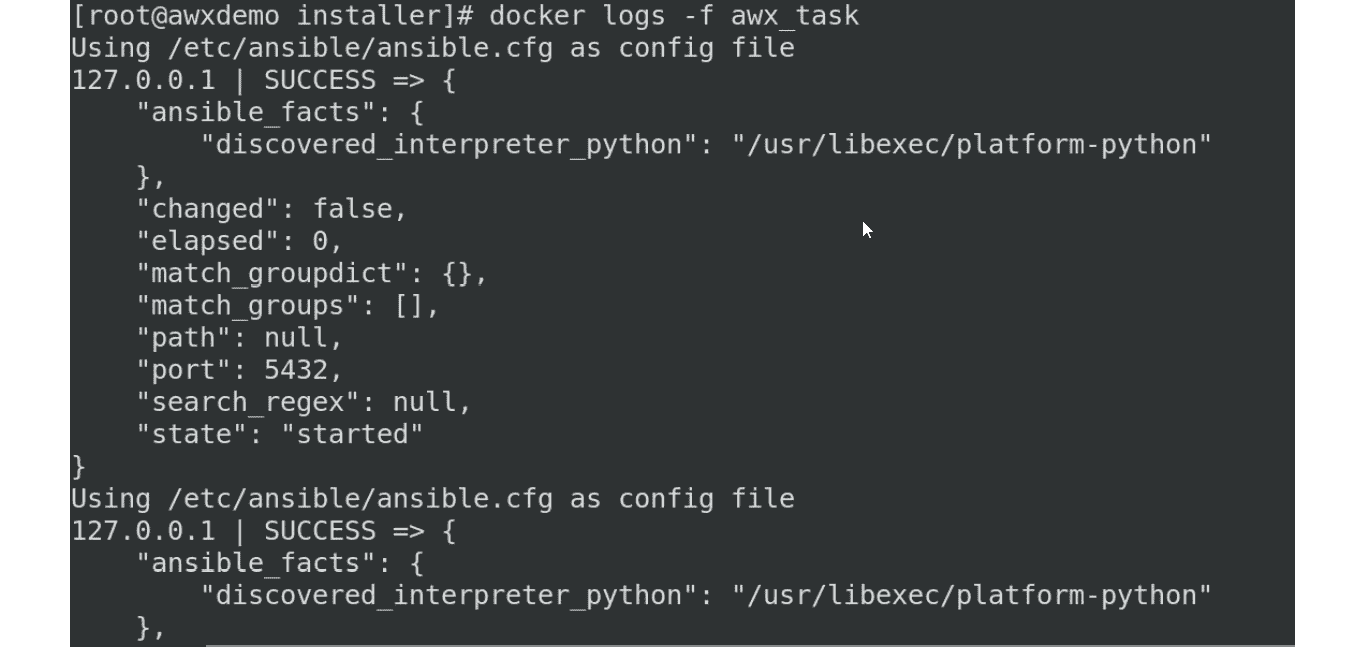 [root@awxdemo installer]# docker logs -f awx_task
Using /etc/ansible/ansible.cfg as config file
127.0.0.1 | SUCCESS => {
    "ansible_facts": {
        "discovered_interpreter_python": "/usr/libexec/platform-python"
    },
    "changed": false,
    "elapsed": 0,
    "match_groupdict": {},
    "match_groups": [],
    "path": null,
    "port": 5432,
    "search_regex": null,
    "state": "started"
}
Using /etc/ansible/ansible.cfg as config file
127.0.0.1 | SUCCESS => {
    "ansible_facts": {
        "discovered_interpreter_python": "/usr/libexec/platform-python"
    },